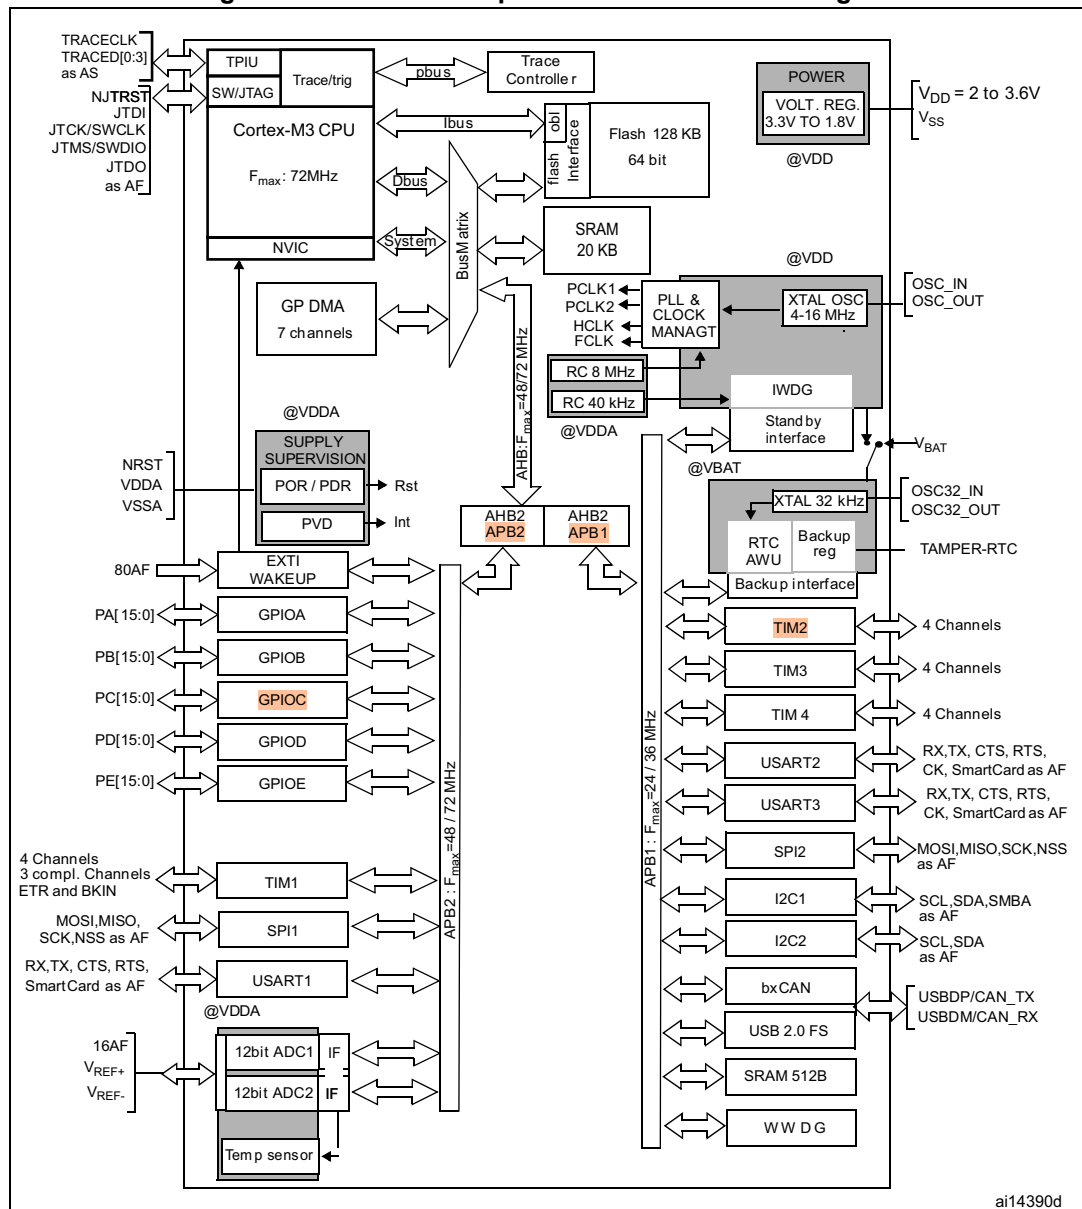 TRACECLK
TRACED[0:3]
as AS
NJTRST
JTDI
JTCK/SWCLK
JTMS/SWDIO
JTDO
as AF
TPIU
SW/JTAG
Trace/trig
Cortex-M3 CPU
Fmax: 72MHz
NVIC
pbus
Trace
Controller
Ibus
Dbus
System
BusMatrix
obl
flash
Interface
Flash 128 KB
64 bit
SRAM
20 KB
POWER
VOLT. REG.
3.3V TO 1.8V
@VDD
VDD = 2 to 3.6V
VSS
GP DMA
7 channels
AHB:Fmax=48/72 MHz
@VDD
PCLK1
PCLK2
HCLK
FCLK
PLL &
CLOCK
MANAGT
XTAL OSC
4-16 MHz
OSC_IN
OSC_OUT
RC 8 MHz
RC 40 kHz
@VDDA
IWDG
Standby
interface
VBAT
@VBAT
@VDDA
SUPPLY
SUPERVISION
POR / PDR
PVD
Rst
Int
NRST
VDDA
VSSA
AHB2
APB2
AHB2
APB1
XTAL 32 kHz
OSC32_IN
OSC32_OUT
RTC
AWU
Backup
reg
TAMPER-RTC
Backup interface
80AF
EXTI
WAKEUP
PA[15:0]
GPIOA
PB[15:0]
GPIOB
PC[15:0]
GPIOC
PD[15:0]
GPIOD
PE[15:0]
GPIOE
4 Channels
3 compl. Channels
ETR and BKIN
TIM1
MOSI,MISO,
SCK,NSS as AF
SPI1
RX,TX, CTS, RTS,
SmartCard as AF
USART1
@VDDA
16AF
VREF+
VREF-
12bit ADC1
IF
12bit ADC2
IF
Temp sensor
APB2 : Fmax=48 / 72 MHz
APB1 : Fmax=24 / 36 MHz
TIM2
4 Channels
TIM3
4 Channels
TIM 4
4 Channels
USART2
RX,TX, CTS, RTS,
CK, SmartCard as AF
USART3
RX,TX, CTS, RTS,
CK, SmartCard as AF
SPI2
MOSI,MISO,SCK,NSS
as AF
I2C1
SCL,SDA,SMBA
as AF
I2C2
SCL,SDA
as AF
bxCAN
USBDP/CAN_TX
USBDM/CAN_RX
USB 2.0 FS
SRAM 512B
WWDG
ai14390d